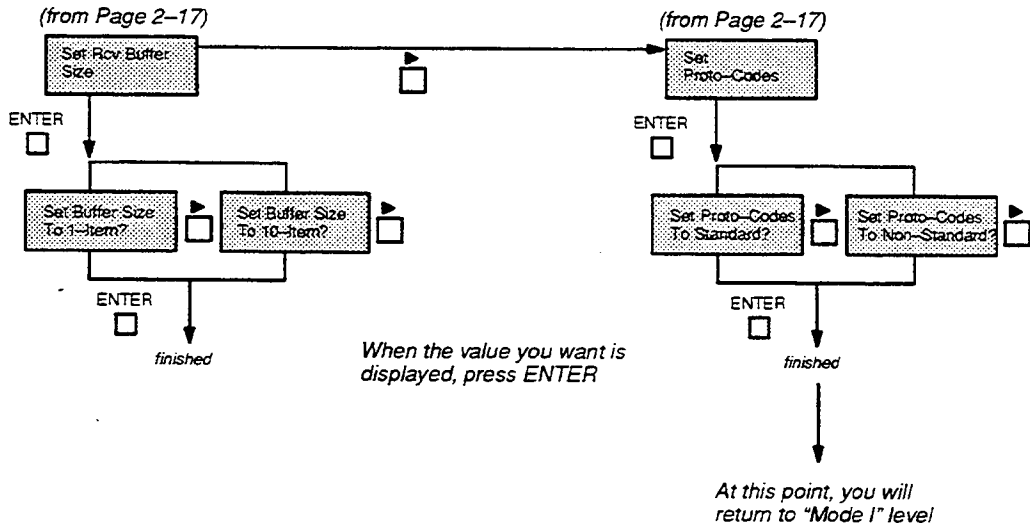 (from Page 2–17)
Set Rcv Buffer
Size
(from Page 2–17)
Set
Proto–Codes
ENTER
ENTER
Set Buffer Size
To 1–Item?
Set Buffer Size
To 10–Item?
Set Proto–Codes
To Standard?
Set Proto–Codes
To Non–Standard?
ENTER
finished
ENTER
finished
When the value you want is
displayed, press ENTER
At this point, you will
return to “Mode I” level